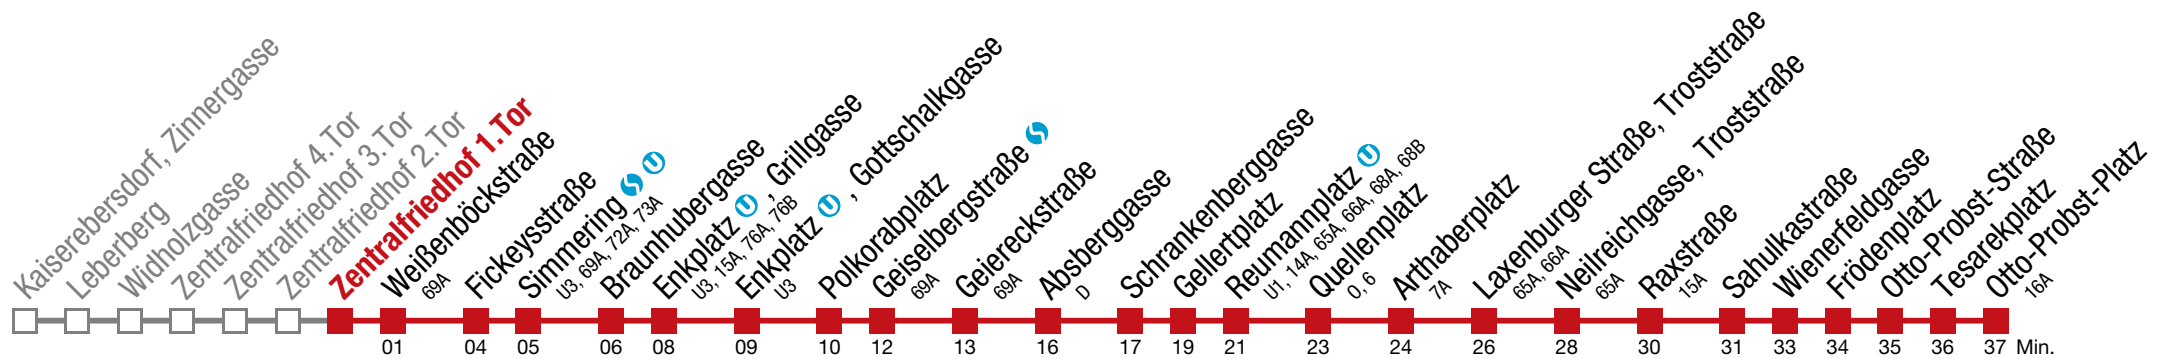 Kaiserebersdorf, Zinnergasse
Leberberg
Widholzgasse
Zentralfriedhof 4. Tor
Zentralfriedhof 3. Tor
Zentralfriedhof 2. Tor
Zentralfriedhof 1. Tor
Weißenböckstraße
69A
Fickeysstraße
Simmering S U
U3, 69A, 72A, 73A
Braunhubergasse
Enkplatz U , Grillgasse
U3, 15A, 76A, 76B
Enkplatz U , Gottschalkgasse
U3
Polkorabplatz
Geiselbergstraße S
69A
Geiereckstraße
69A
Absberggasse
D
Schrankenberggasse
Gellertplatz
Reumannplatz U
U1, 14A, 65A, 66A, 68A, 68B
Quellenplatz
O, 6
Arthaberplatz
7A
Laxenburger Straße, Troststraße
65A, 66A
Neilreichgasse, Troststraße
65A
Raxstraße
15A
Sahulkastraße
Wienerfeldgasse
Frödenplatz
Otto-Probst-Straße
Tesarekplatz
Otto-Probst-Platz
16A
01 04 05 06 08 09 10 12 13 16 17 19 21 23 24 26 28 30 31 33 34 35 36 37 Min.